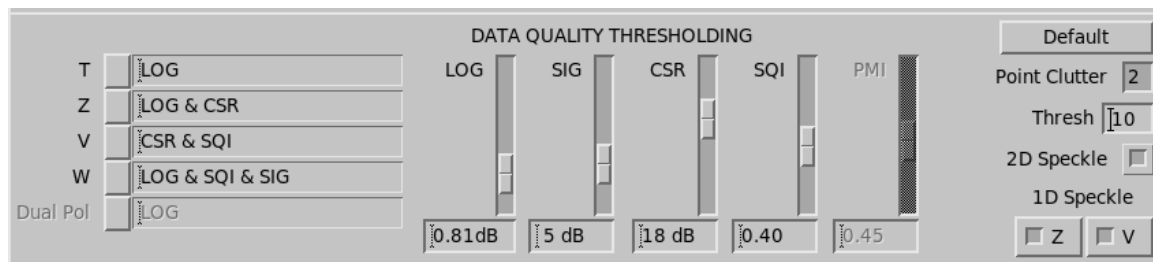 DATA QUALITY THRESHOLDING
T LOG
Z LOG & CSR
V CSR & SQI
W LOG & SQI & SIG
Dual Pol LOG
LOG SIG CSR SQI PMI
0.81dB 5 dB 18 dB 0.40 0.45
Default
Point Clutter 2
Thresh 10
2D Speckle
1D Speckle
Z V